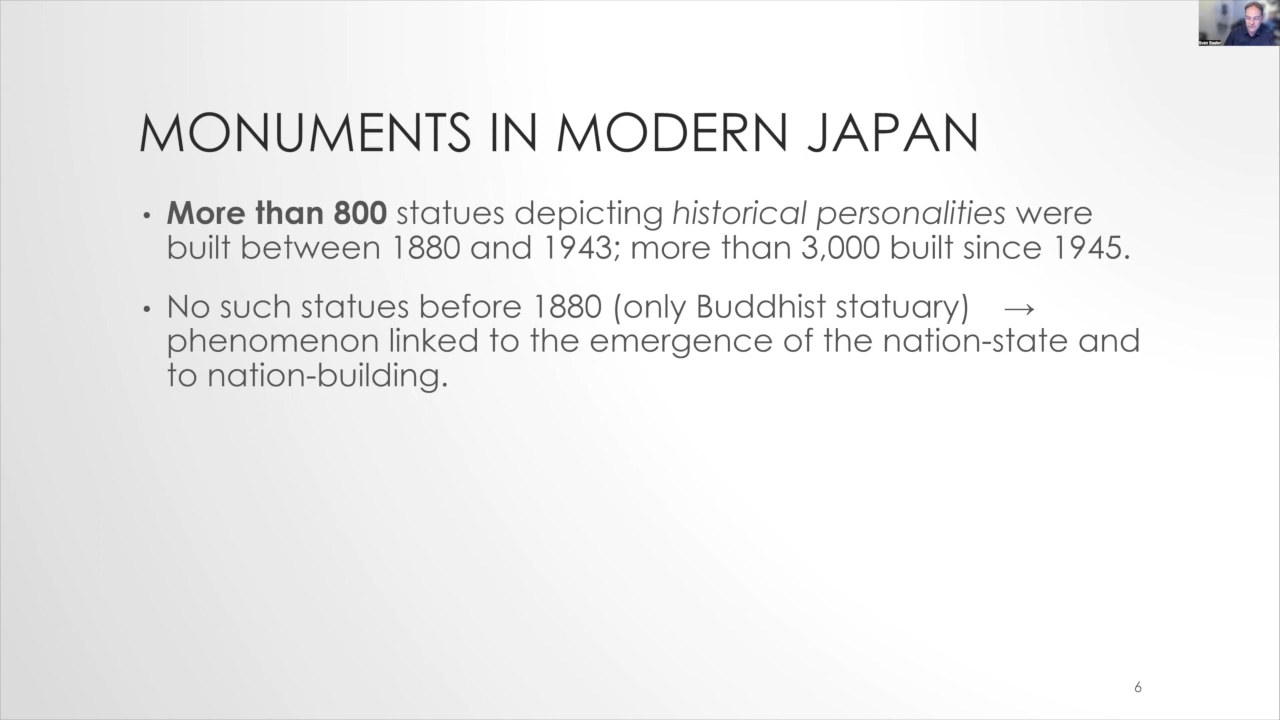 MONUMENTS IN MODERN JAPAN
• More than 800 statues depicting historical personalities were
built between 1880 and 1943; more than 3,000 built since 1945.
• No such statues before 1880 (only Buddhist statuary) →
phenomenon linked to the emergence of the nation-state and
to nation-building.
6